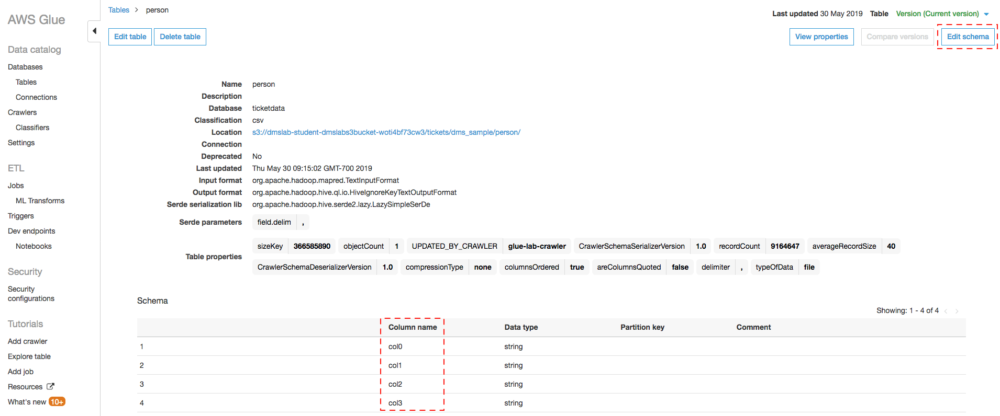 AWS Glue
Data catalog
Databases
Tables
Connections
Crawlers
Classifiers
Settings
ETL
Jobs
ML Transforms
Triggers
Dev endpoints
Notebooks
Security
Security
configurations
Tutorials
Add crawler
Explore table
Add job
Resources
What's new 10+
Tables > person
Last updated 30 May 2019 Table Version (Current version)
Edit table Delete table View properties Compare versions Edit schema
Name person
Description
Database ticketdata
Classification csv
Location s3://dmslab-student-dmslabs3bucket-woti4bf73cw3/tickets/dms_sample/person/
Connection
Deprecated No
Last updated Thu May 30 09:15:02 GMT-700 2019
Input format org.apache.hadoop.mapred.TextInputFormat
Output format org.apache.hadoop.hive.ql.io.HiveIgnoreKeyTextOutputFormat
Serde serialization lib org.apache.hadoop.hive.serde2.lazy.LazySimpleSerDe
Serde parameters field.delim ,
Table properties
sizeKey 366585890 objectCount 1 UPDATED_BY_CRAWLER glue-lab-crawler CrawlerSchemaSerializerVersion 1.0 recordCount 9164647 averageRecordSize 40
CrawlerSchemaDeserializerVersion 1.0 compressionType none columnsOrdered true areColumnsQuoted false delimiter , typeOfData file
Schema
Showing: 1 - 4 of 4 < >
Column name Data type Partition key Comment
1 col0 string
2 col1 string
3 col2 string
4 col3 string